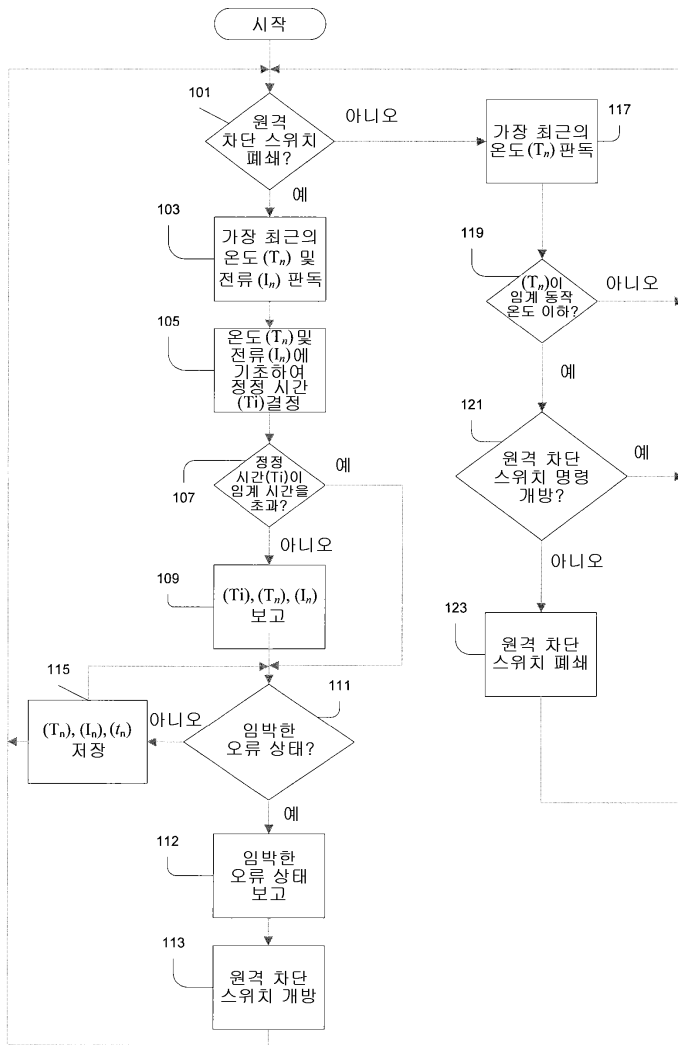 시작
101
원격
차단 스위치
폐쇄?
아니오
예
103
가장 최근의
온도(Tn) 및
전류(In) 판독
105
온도(Tn)및
전류(In)에
기초하여
정정 시간
(Ti)결정
107
정정
시간(Ti)이
임계 시간을
초과?
예
아니오
109
(Ti), (Tn), (In)
보고
111
임박한
오류 상태?
아니오
예
115
(Tn), (In), (tn)
저장
112
임박한
오류 상태
보고
113
원격 차단
스위치 개방
117
가장 최근의
온도(Tn) 판독
119
(Tn)이
임계 동작
온도 이하?
아니오
예
121
원격 차단
스위치 명령
개방?
예
아니오
123
원격 차단
스위치 폐쇄